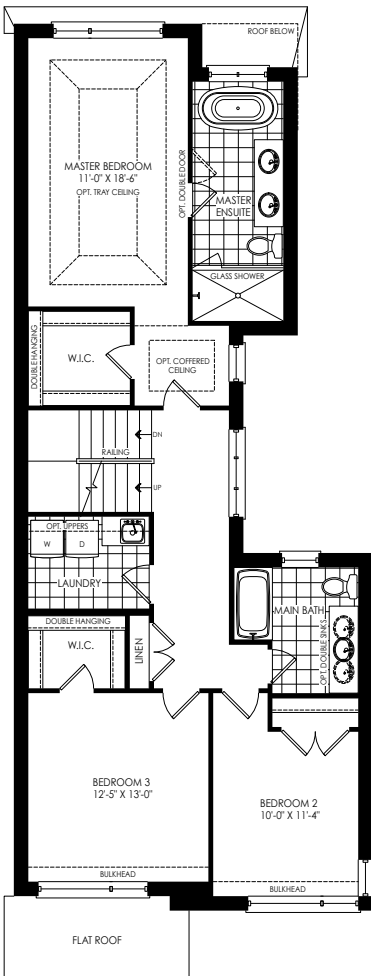 ROOF BELOW
MASTER BEDROOM
11'-0" X 18'-6"
OPT. TRAY CEILING
OPT. DOUBLE DOOR
MASTER
ENSUITE
GLASS SHOWER
DOUBLE HANGING
W.I.C.
OPT. COFFERED
CEILING
DN
RAILING
UP
OPT. UPPERS
W
D
LAUNDRY
DOUBLE HANGING
W.I.C.
LINEN
MAIN BATH
OPT. DOUBLE SINKS
BEDROOM 3
12'-5" X 13'-0"
BEDROOM 2
10'-0" X 11'-4"
BULKHEAD
BULKHEAD
FLAT ROOF